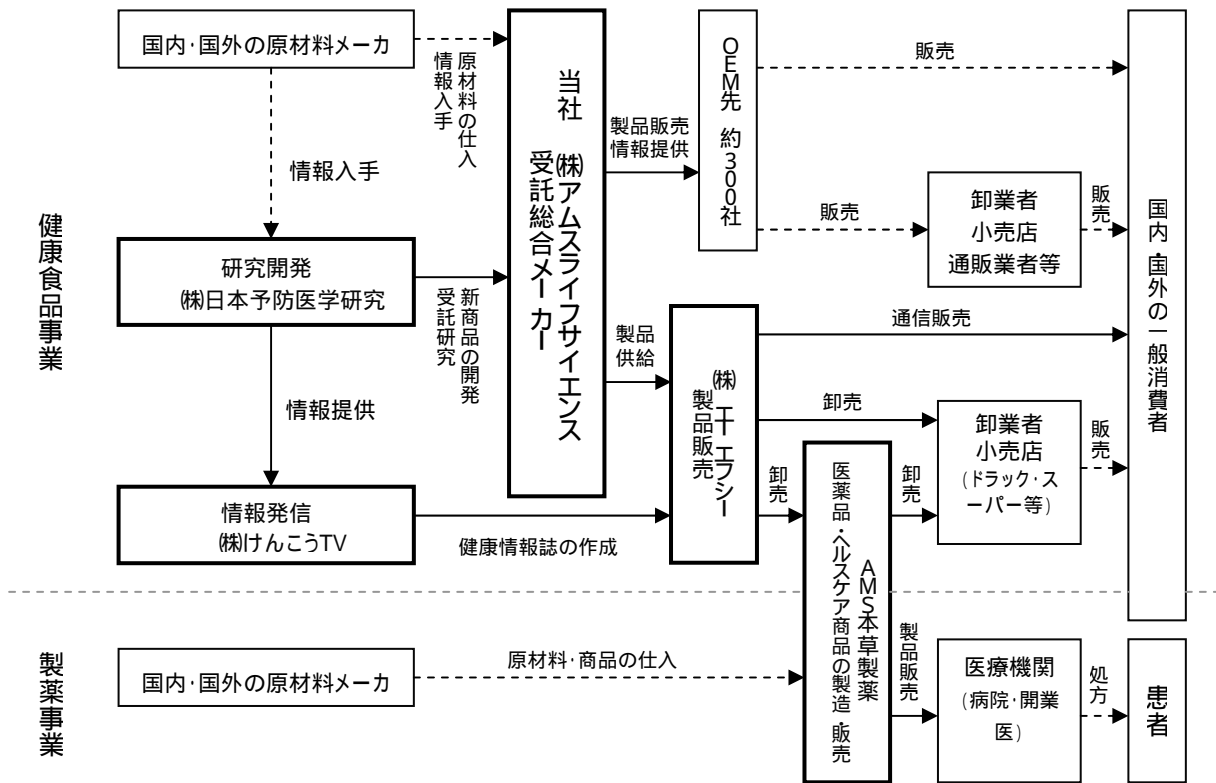 健康食品事業
国内・国外の原材料メーカ
原材料の仕入
情報入手
情報入手
研究開発
㈱日本予防医学研究
新商品の開発
受託研究
情報提供
情報発信
㈱けんこうTV
健康情報誌の作成
当社 ㈱アムスライフサイエンス
受託総合メーカー
製品販売
情報提供
製品
供給
OEM先 約300社
販売
販売
卸業者
小売店
通販業者等
販売
㈱エーエフシー
製品販売
通信販売
卸売
卸業者
小売店
(ドラック・ス
ーパー等)
販売
卸売
卸売
国内・国外の一般消費者
製薬事業
国内・国外の原材料メーカ
原材料・商品の仕入
AMS本草製薬
医薬品・ヘルスケア商品の製造・販売
製品販売
医療機関
(病院・開業
医)
処方
患者